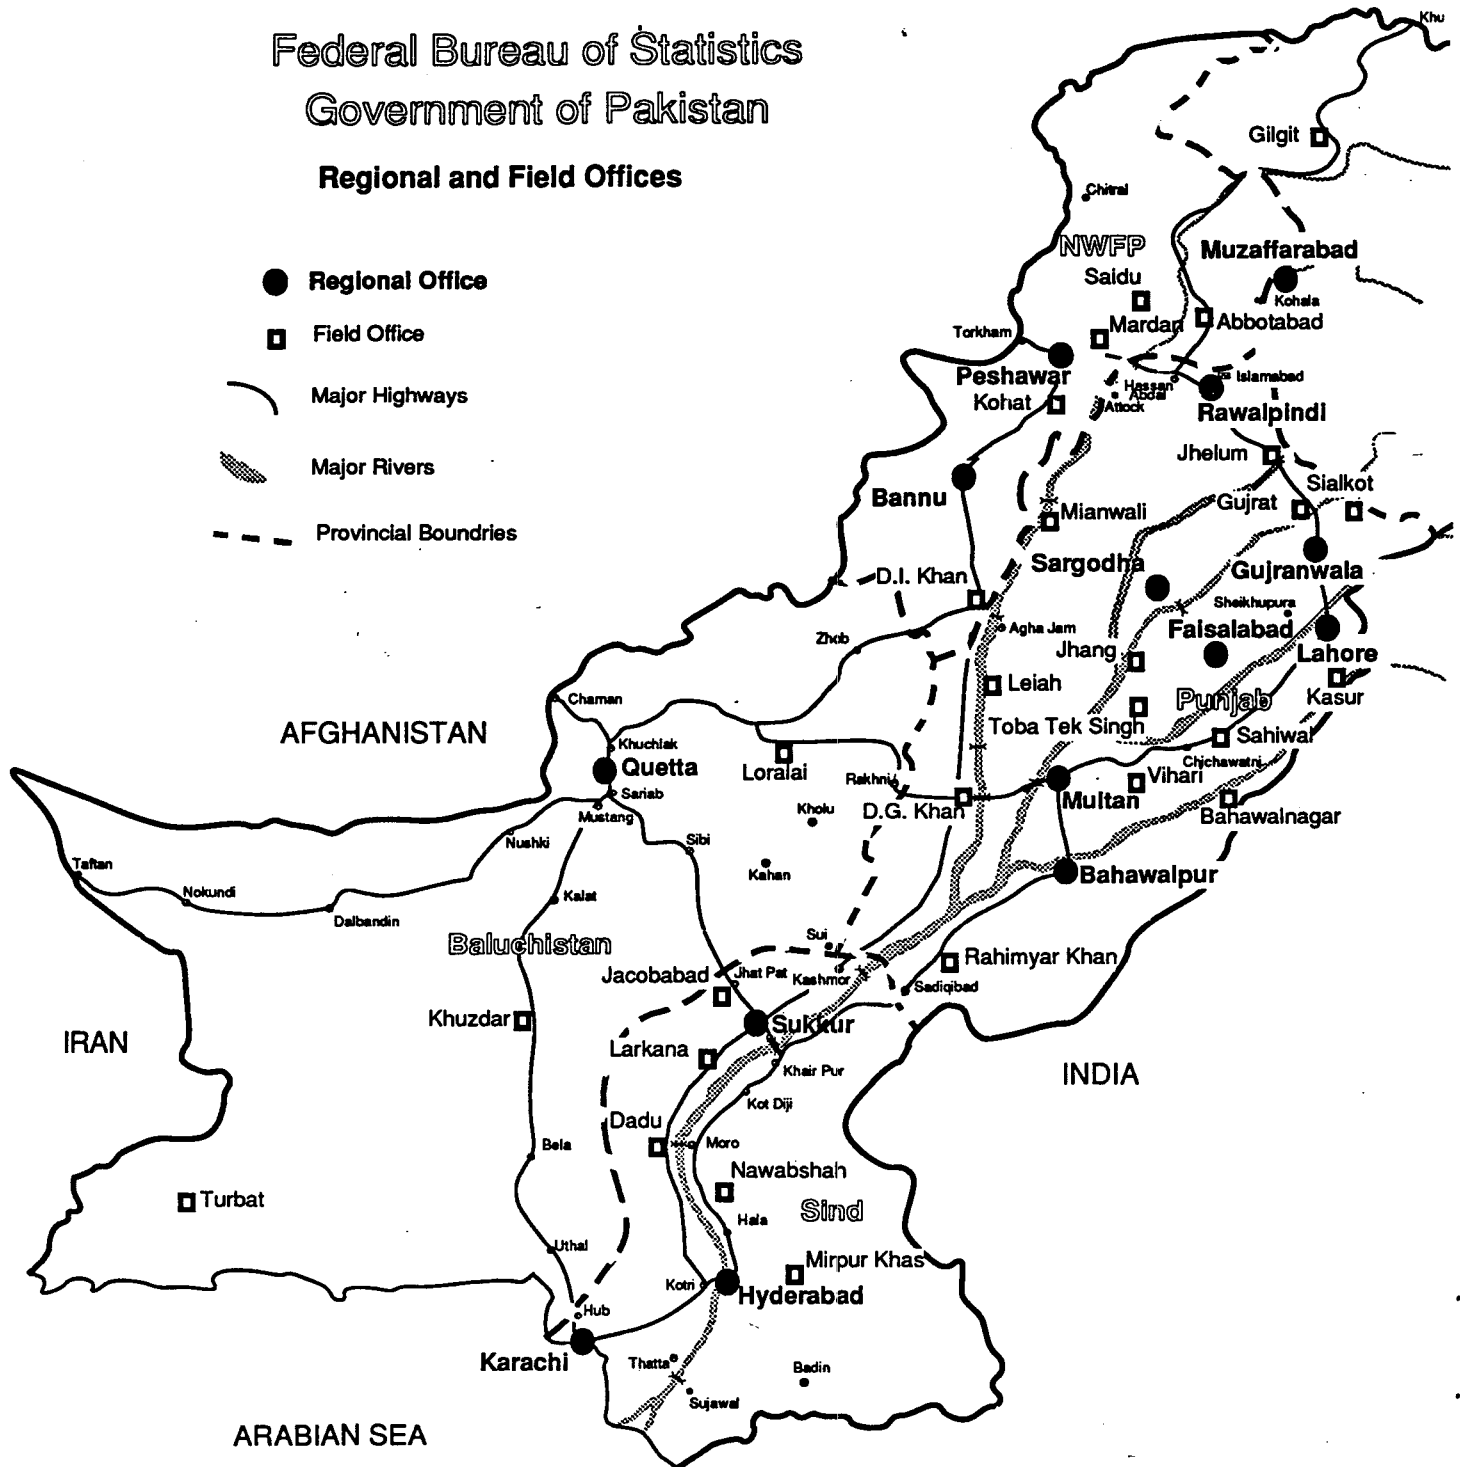 Khu
Federal Bureau of Statistics
Government of Pakistan
Regional and Field Offices
Gilgit
Chitral
NWFP
Muzaffarabad
Saidu
Regional Office
Kohala
Field Office
Torkham
Mardan
Abbotabad
Peshawar
Islamabad
Hassan
Abdal
Major Highways
Kohat
Attock
Rawalpindi
Jhelum
Major Rivers
Sialkot
Bannu
Gujrat
Mianwali
Provincial Boundries
Sargodha
Gujranwala
D.I. Khan
Sheikhupura
Agha Jam
Faisalabad
Zhob
Jhang
Lahore
Leiah
Kasur
Chaman
Punjab
AFGHANISTAN
Toba Tek Singh
Sahiwal
Khuchlak
Quetta
Loralai
Chichawatni
Rakhni
Vihari
Sariab
Multan
Kholu
D.G. Khan
Mustang
Bahawalnagar
Nushki
Sibi
Taftan
Kahan
Bahawalpur
Nokundi
Kalat
Dalbandin
Sui
Baluchistan
Rahimyar Khan
Jacobabad
Jhat Pat
Kashmor
Sadiqibad
Khuzdar
Sukkur
IRAN
Larkana
Khair Pur
INDIA
Kot Diji
Dadu
Bela
Moro
Nawabshah
Turbat
Sind
Hala
Uthal
Mirpur Khas
Kotri
Hyderabad
Hub
Karachi
Thatta
Badin
Sujawal
ARABIAN SEA